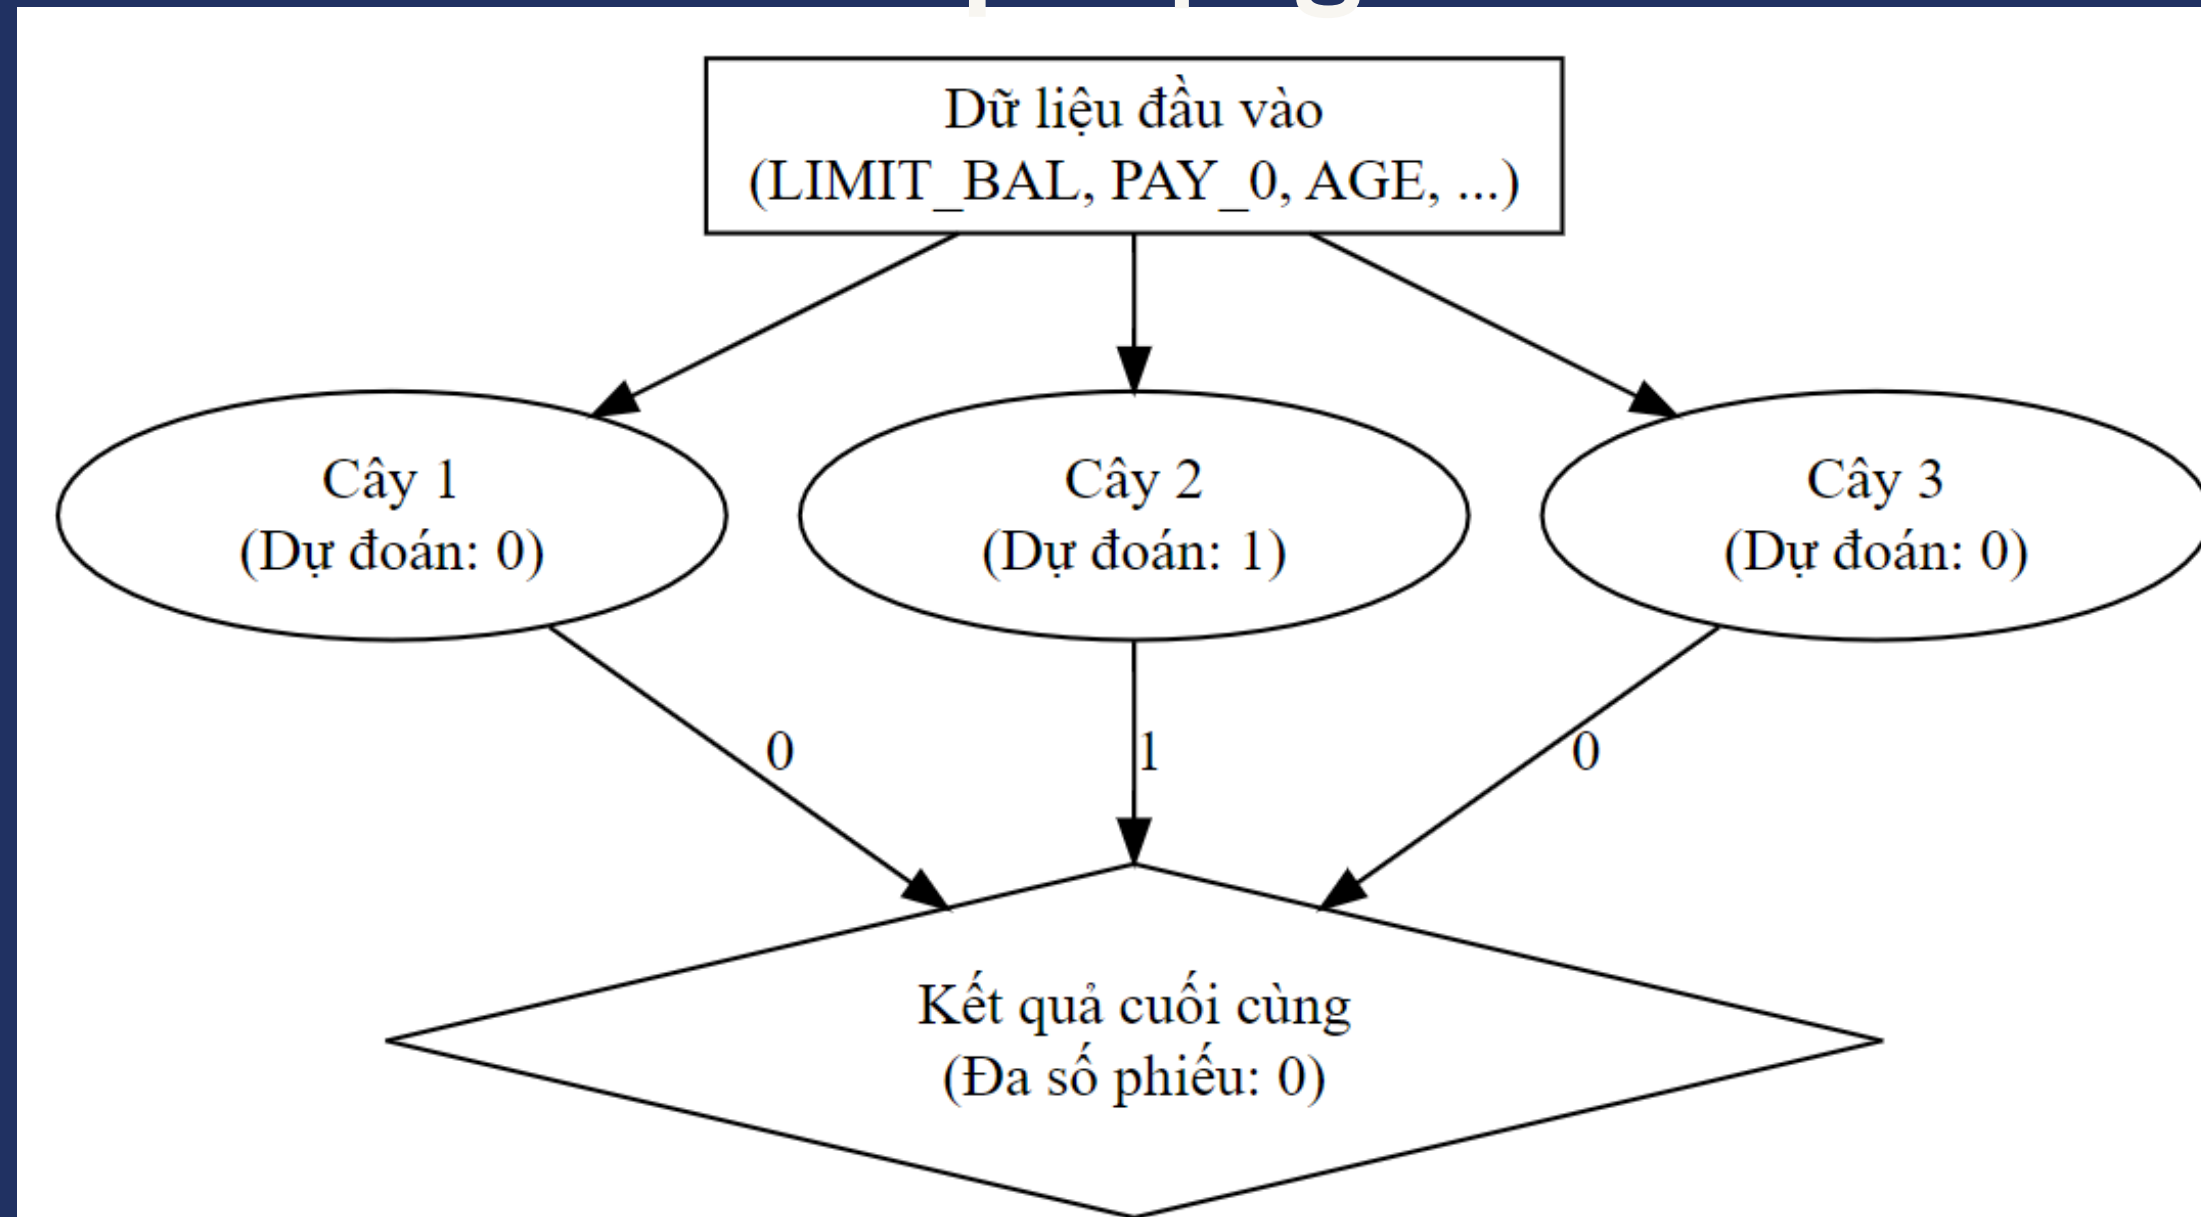 Dữ liệu đầu vào
(LIMIT_BAL, PAY_0, AGE, ...)
Cây 1
(Dự đoán: 0)
Cây 2
(Dự đoán: 1)
Cây 3
(Dự đoán: 0)
0
1
0
Kết quả cuối cùng
(Đa số phiếu: 0)